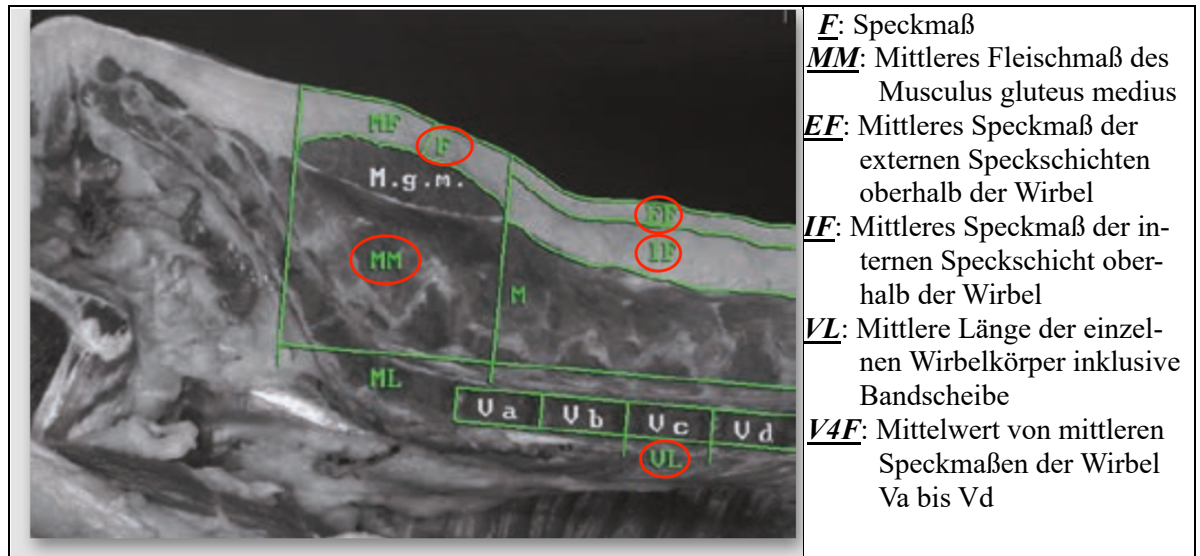 MF
F
M.g.m.
EF
IF
MM
M
ML
Va Vb Vc Vd
VL
F: Speckmaß
MM: Mittleres Fleischmaß des
Musculus gluteus medius
EF: Mittleres Speckmaß der
externen Speckschichten
oberhalb der Wirbel
IF: Mittleres Speckmaß der in-
ternen Speckschicht ober-
halb der Wirbel
VL: Mittlere Länge der einzel-
nen Wirbelkörper inklusive
Bandscheibe
V4F: Mittelwert von mittleren
Speckmaßen der Wirbel
Va bis Vd